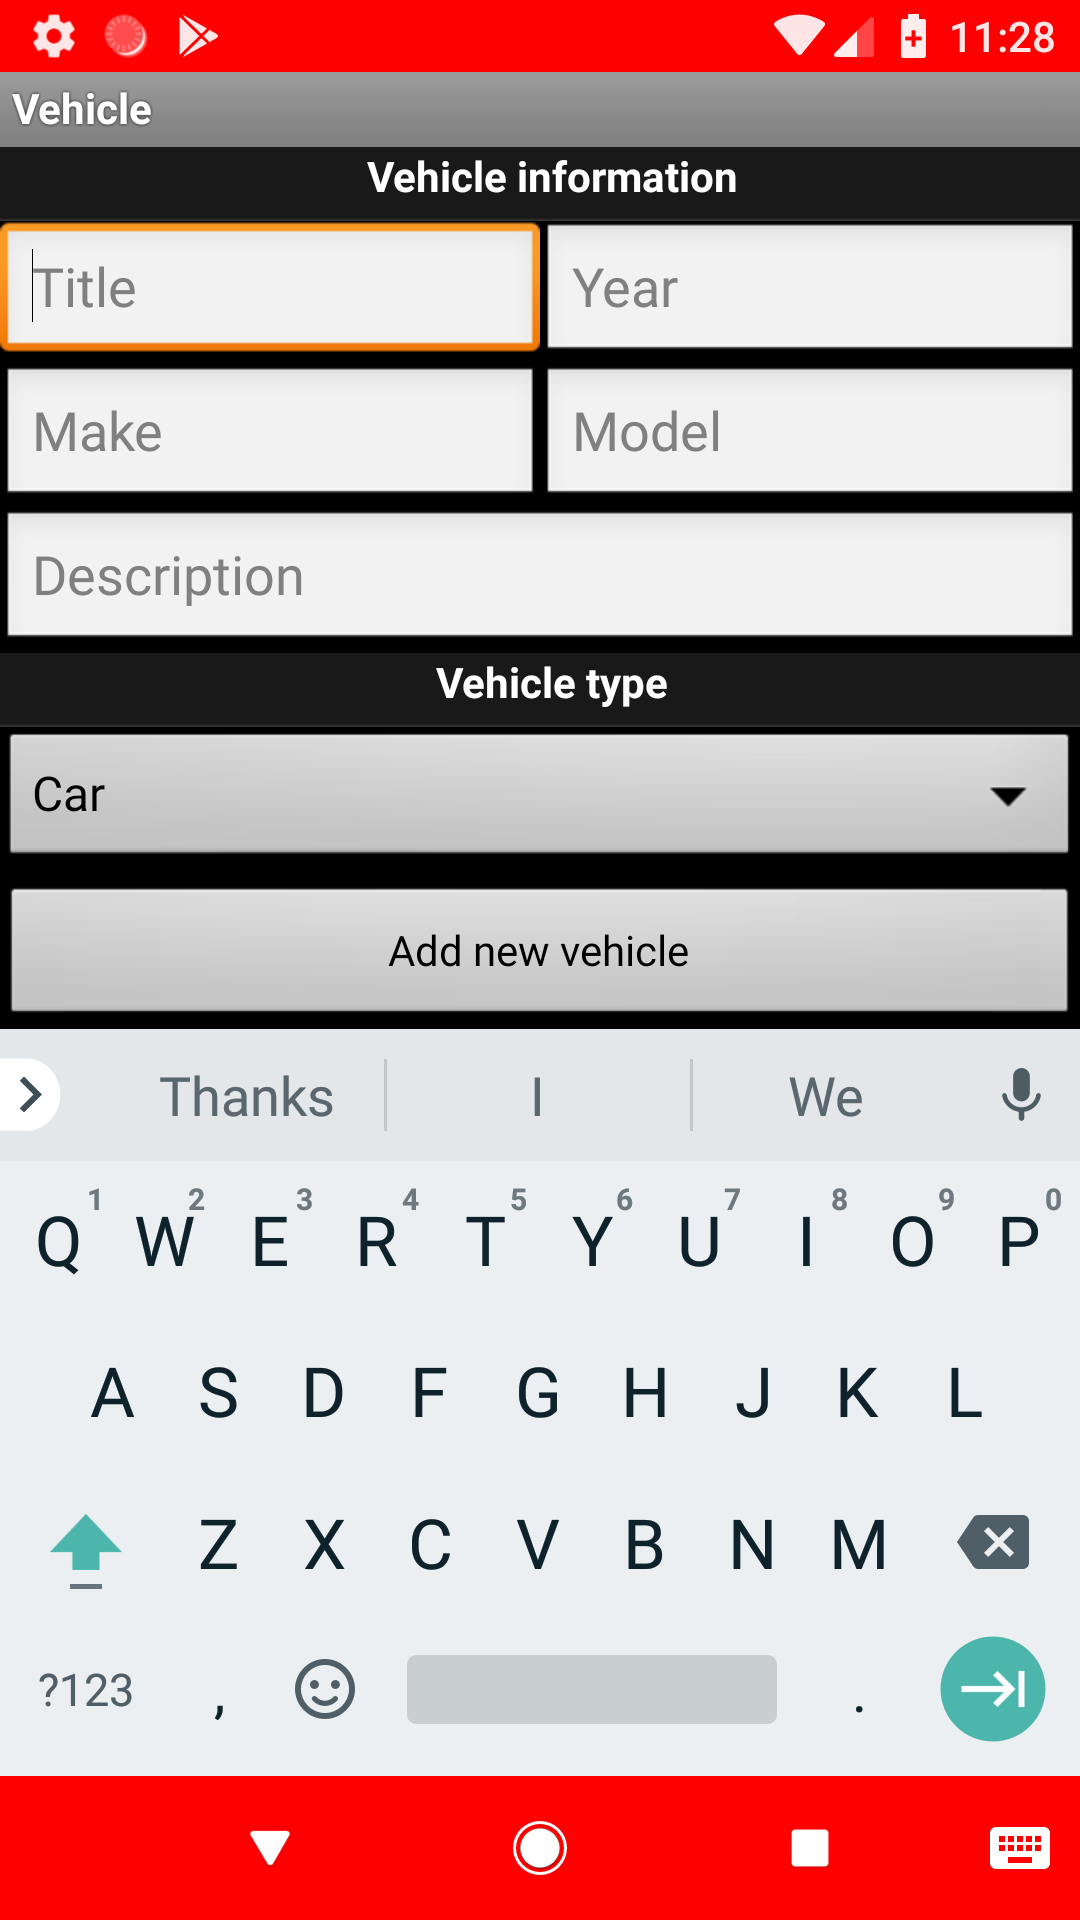 11:28
Vehicle
Vehicle information
Title Year
Make Model
Description
Vehicle type
Car
Add new vehicle
Thanks I We
1 2 3 4 5 6 7 8 9 0
Q W E R T Y U I O P
A S D F G H J K L
Z X C V B N M
?123 , .